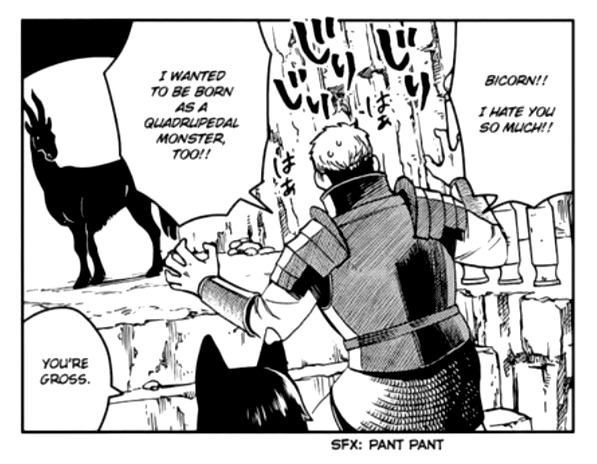 BICORN!!
I HATE YOU
SO MUCH!!
じり
じり
じり
はぁ
はぁ
I WANTED
TO BE BORN
AS A
QUADRUPEDAL
MONSTER,
TOO!!
YOU'RE
GROSS.
SFX: PANT PANT